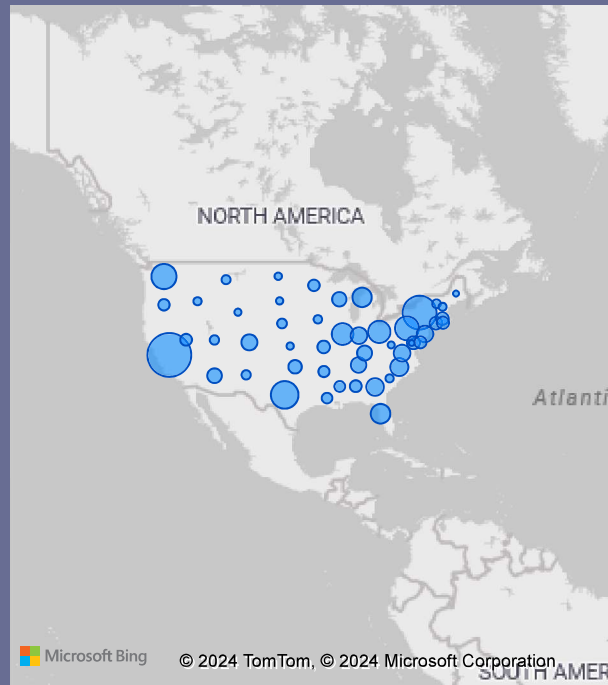 NORTH AMERICA
Atlanti
Microsoft Bing
© 2024 TomTom, © 2024 Microsoft Corporation
SOUTH AMER